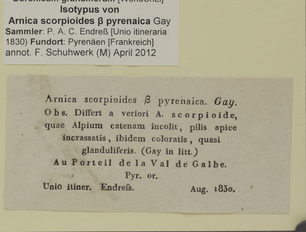 Isotypus von
Arnica scorpioides β pyrenaica Gay
Sammler: P. A. C. Endreß [Unio itineraria
1830) Fundort: Pyrenäen [Frankreich]
annot. F. Schuhwerk (M) April 2012
Arnica scorpioides β pyrenaica. Gay.
Obs. Differt a veriori A. scorpioide,
quae Alpium catenam incolit, pilis spice
incrassatis, ibidem coloratis, quasi
glanduliferis. (Gay in litt.)
Au Porteil de la Val de Galbe.
Pyr. or.
Unio itiner. Endreſs. Aug. 1830.